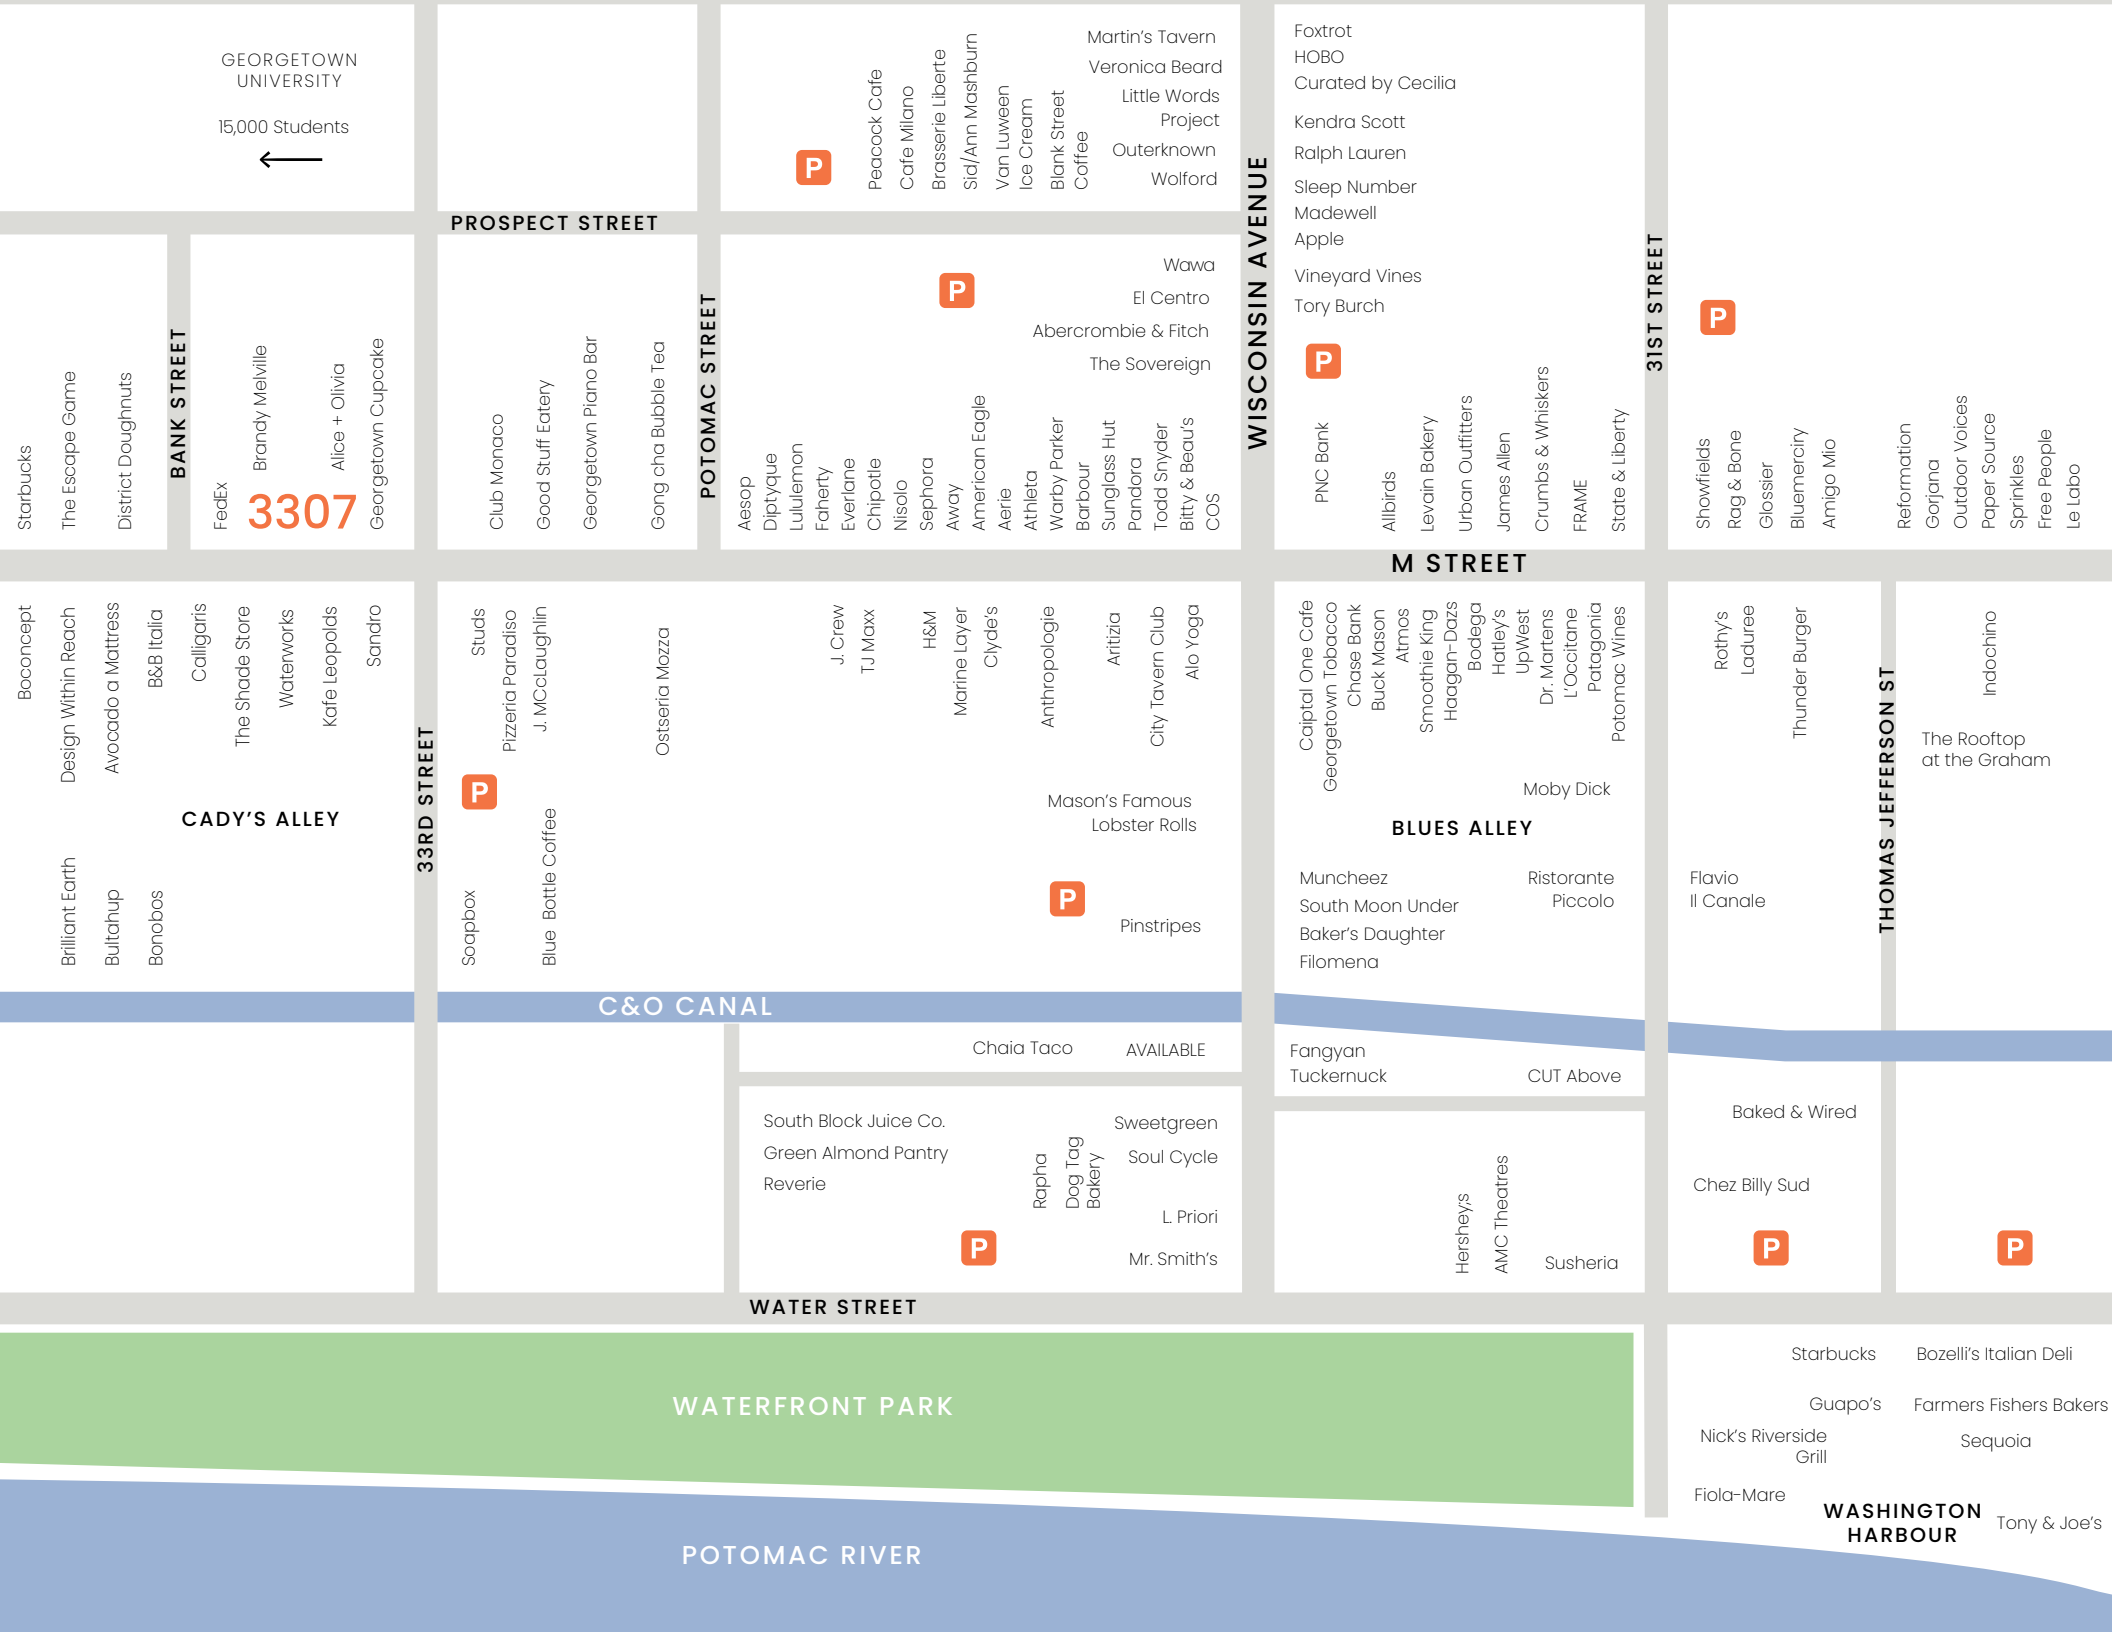 GEORGETOWN
UNIVERSITY
15,000 Students
P
Peacock Cafe
Cafe Milano
Brasserie Liberte
Sid/Ann Mashburn
Van Luween
Ice Cream
Blank Street
Coffee
Martin's Tavern
Veronica Beard
Little Words
Project
Outerknown
Wolford
WISCONSIN AVENUE
Foxtrot
HOBO
Curated by Cecilia
Kendra Scott
Ralph Lauren
Sleep Number
Madewell
Apple
Vineyard Vines
Tory Burch
P
PROSPECT STREET
Starbucks
The Escape Game
District Doughnuts
BANK STREET
FedEx
Brandy Melville
3307
Alice + Olivia
Georgetown Cupcake
Club Monaco
Good Stuff Eatery
Georgetown Piano Bar
Gong cha Bubble Tea
POTOMAC STREET
P
Wawa
El Centro
Abercrombie & Fitch
The Sovereign
Aesop
Diptyque
Lululemon
Faherty
Everlane
Chipotle
Nisolo
Sephora
Away
American Eagle
Aerie
Athleta
Warby Parker
Barbour
Sunglass Hut
Pandora
Todd Snyder
Bitty & Beau's
COS
PNC Bank
Allbirds
Levain Bakery
Urban Outfitters
James Allen
Crumbs & Whiskers
FRAME
State & Liberty
31ST STREET
P
Showfields
Rag & Bone
Glossier
Bluemerciry
Amigo Mio
Reformation
Gorjana
Outdoor Voices
Paper Source
Sprinkles
Free People
Le Labo
M STREET
Boconcept
Design Within Reach
Avocado a Mattress
B&B Italia
Calligaris
The Shade Store
Waterworks
Kafe Leopolds
Sandro
CADY'S ALLEY
Brilliant Earth
Bultahup
Bonobos
33RD STREET
Studs
Pizzeria Paradiso
J. MCcLaughlin
Ostseria Mozza
P
Soapbox
Blue Bottle Coffee
J. Crew
TJ Maxx
H&M
Marine Layer
Clyde's
Anthropologie
Aritizia
City Tavern Club
Alo Yoga
Mason's Famous
Lobster Rolls
P
Pinstripes
Caiptal One Cafe
Georgetown Tobacco
Chase Bank
Buck Mason
Atmos
Smoothie King
Haagan-Dazs
Bodega
Hatley's
UpWest
Dr. Martens
L'Occitane
Patagonia
Potomac Wines
Moby Dick
BLUES ALLEY
Muncheez
South Moon Under
Baker's Daughter
Filomena
Ristorante
Piccolo
Rothy's
Laduree
Thunder Burger
Flavio
Il Canale
THOMAS JEFFERSON ST
Indochino
The Rooftop
at the Graham
C&O CANAL
Chaia Taco
AVAILABLE
Fangyan
Tuckernuck
CUT Above
South Block Juice Co.
Green Almond Pantry
Reverie
P
Rapha
Dog Tag
Bakery
Sweetgreen
Soul Cycle
L. Priori
Mr. Smith's
Hershey;s
AMC Theatres
Susheria
Baked & Wired
Chez Billy Sud
P
P
WATER STREET
WATERFRONT PARK
POTOMAC RIVER
Starbucks
Bozelli's Italian Deli
Guapo's
Farmers Fishers Bakers
Nick's Riverside
Grill
Sequoia
Fiola-Mare
WASHINGTON
HARBOUR
Tony & Joe's